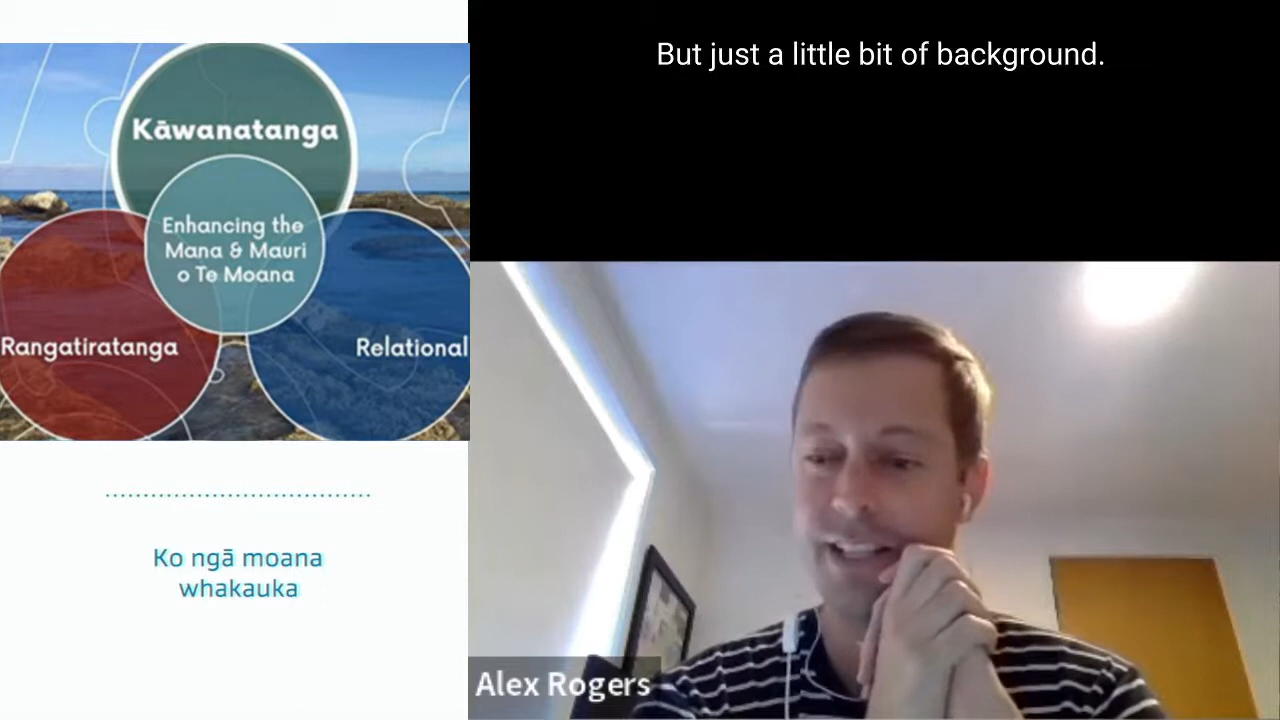 But just a little bit of background.
Kāwanatanga
Enhancing the
Mana & Mauri
o Te Moana
Rangatiratanga
Relational
Ko ngā moana
whakauka
Alex Rogers